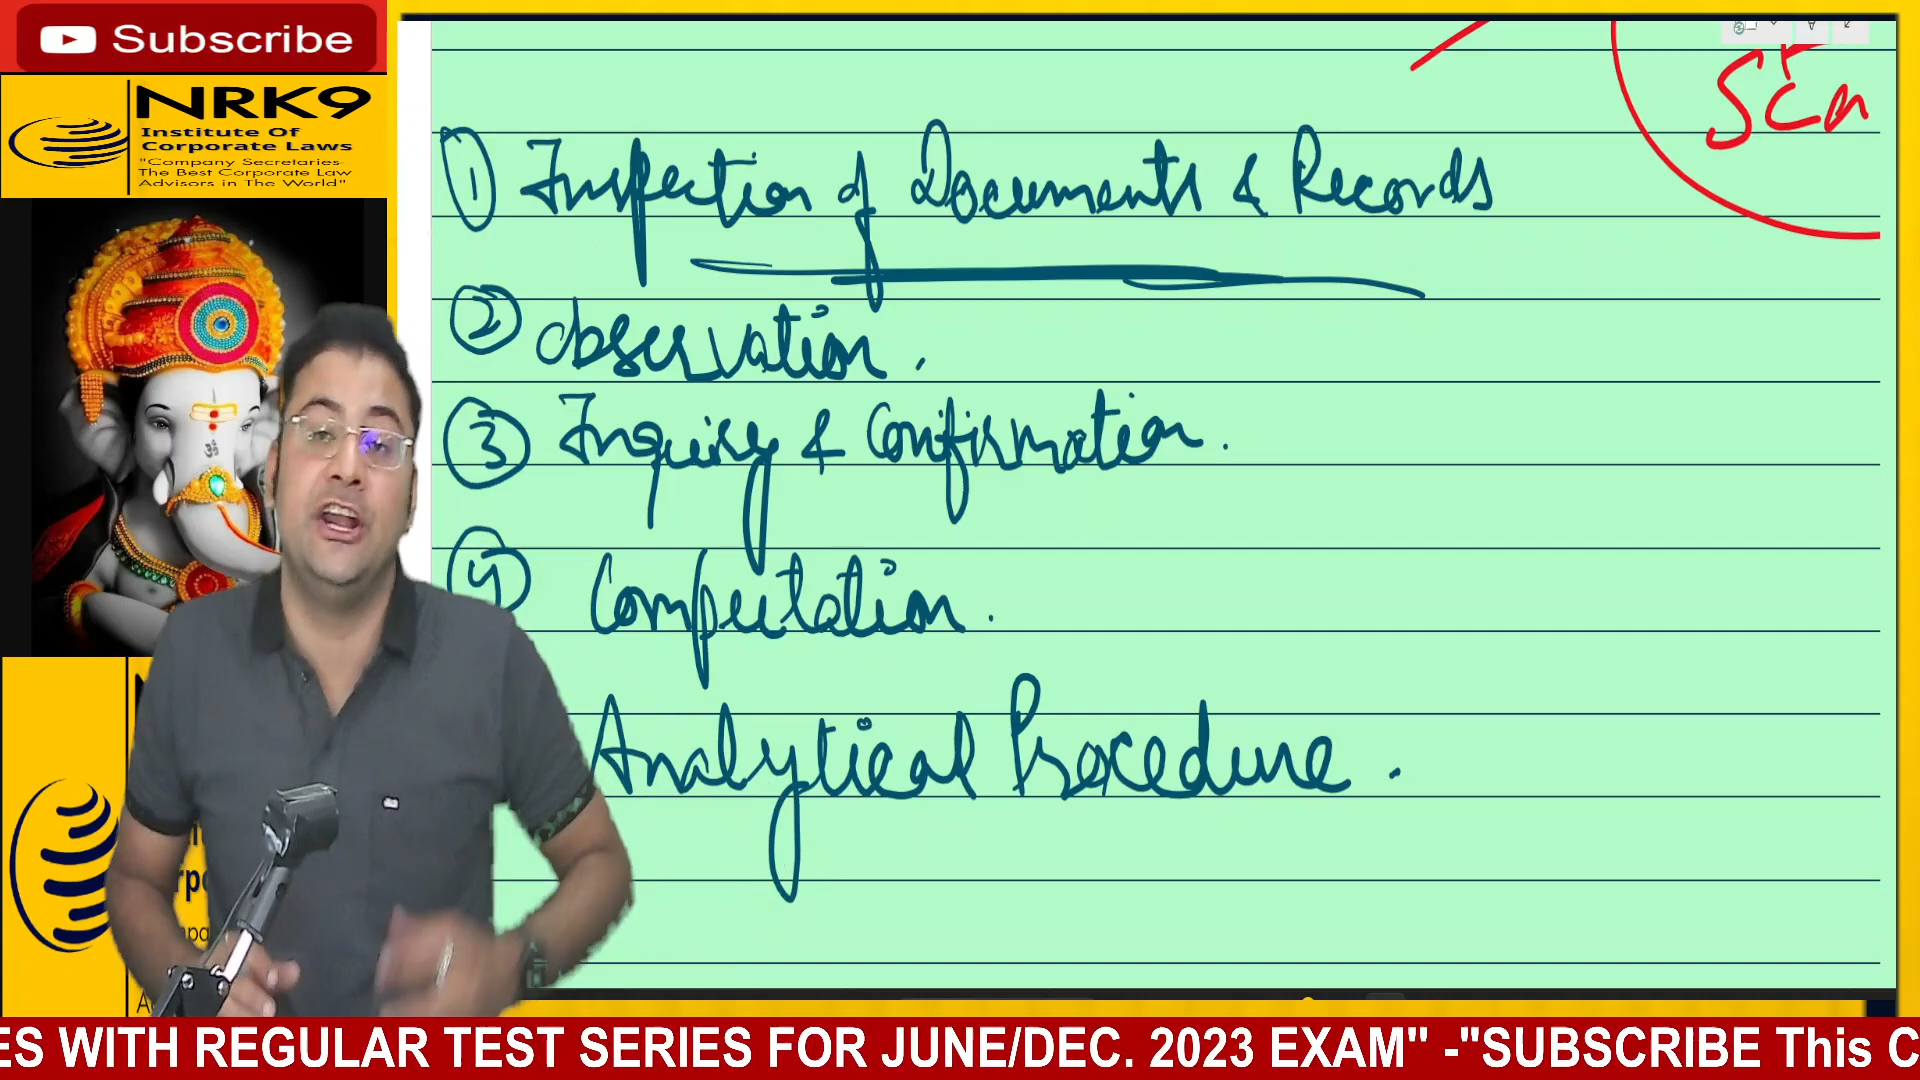 Subscribe
NRK9
Institute Of
Corporate Laws
"Company Secretaries-
The Best Corporate Law
Advisors in The World"
SCA
① Inspection of Documents & Records
② Observation.
③ Inquiry & Confirmation.
④ Computation.
Analytical Procedure.
ES WITH REGULAR TEST SERIES FOR JUNE/DEC. 2023 EXAM" -"SUBSCRIBE This C